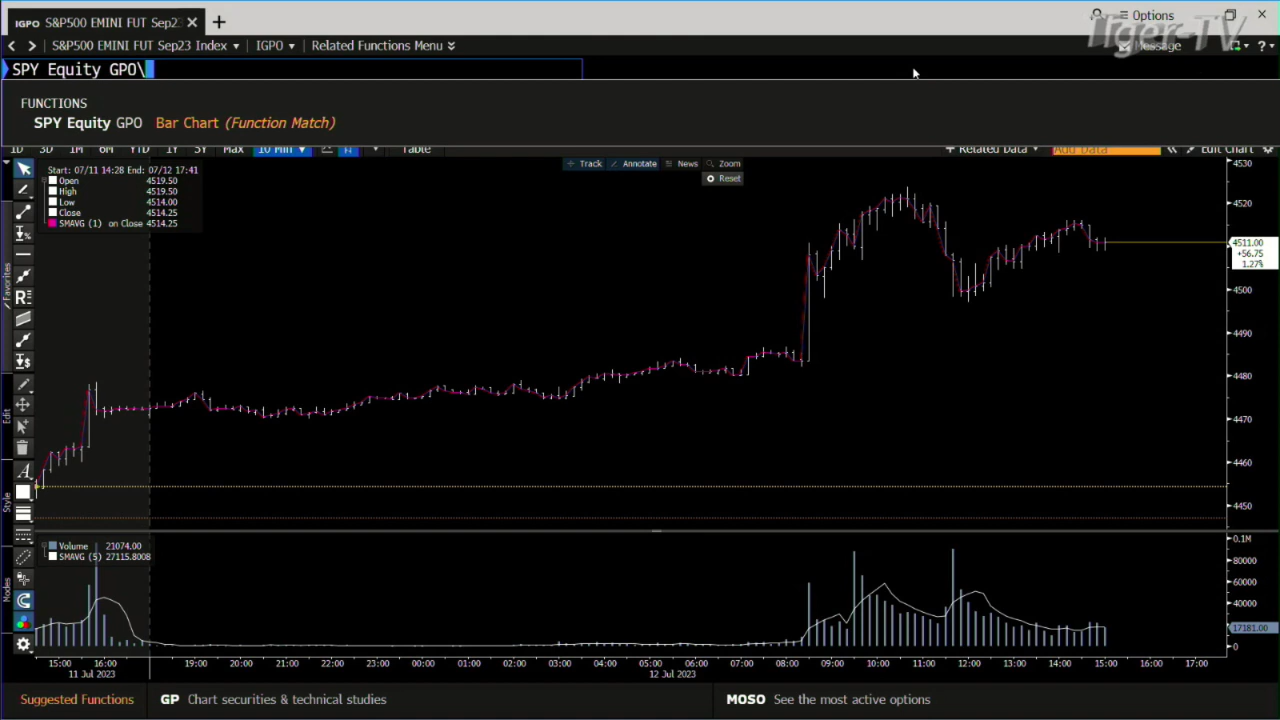 IGPO S&P500 EMINI FUT Sep23 × +
Options
Tiger-TV
S&P500 EMINI FUT Sep23 Index IGPO Related Functions Menu
Message ?
SPY Equity GPO\
FUNCTIONS
SPY Equity GPO Bar Chart (Function Match)
1D 3D 1M 6M YTD 1Y 5Y Max 10 Min Table
+ Related Data Add Data Edit Chart
Track Annotate News Zoom
Reset
Start: 07/11 14:28 End: 07/12 17:41
Open 4519.50
High 4519.50
Low 4514.00
Close 4514.25
SMAVG (1) on Close 4514.25
4530
4520
4511.00
+56.75
1.27%
4500
4490
4480
4470
4460
4450
Favorites
Edit
Style
Modes
Volume 21074.00
SMAVG (5) 27115.8008
0.1M
80000
60000
40000
17181.00
0
15:00 16:00 19:00 20:00 21:00 22:00 23:00 00:00 01:00 02:00 03:00 04:00 05:00 06:00 07:00 08:00 09:00 10:00 11:00 12:00 13:00 14:00 15:00 16:00 17:00
11 Jul 2023 12 Jul 2023
Suggested Functions GP Chart securities & technical studies MOSO See the most active options